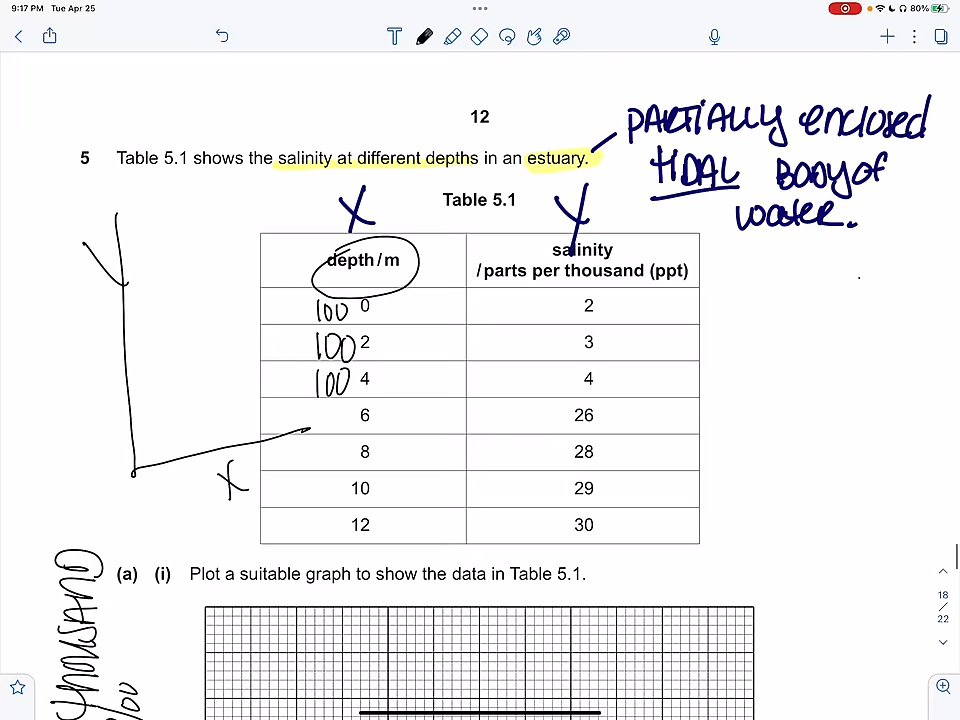 9:17 PM Tue Apr 25
80%
12
PARTiALLY enclosed
tIDAL BODY of
water.
5 Table 5.1 shows the salinity at different depths in an estuary.
Table 5.1
X Y
depth / m salinity
/ parts per thousand (ppt)
100 0 2
100 2 3
100 4 4
6 26
8 28
10 29
12 30
Y
X
(a) (i) Plot a suitable graph to show the data in Table 5.1.
THOUSAND
18
/
22